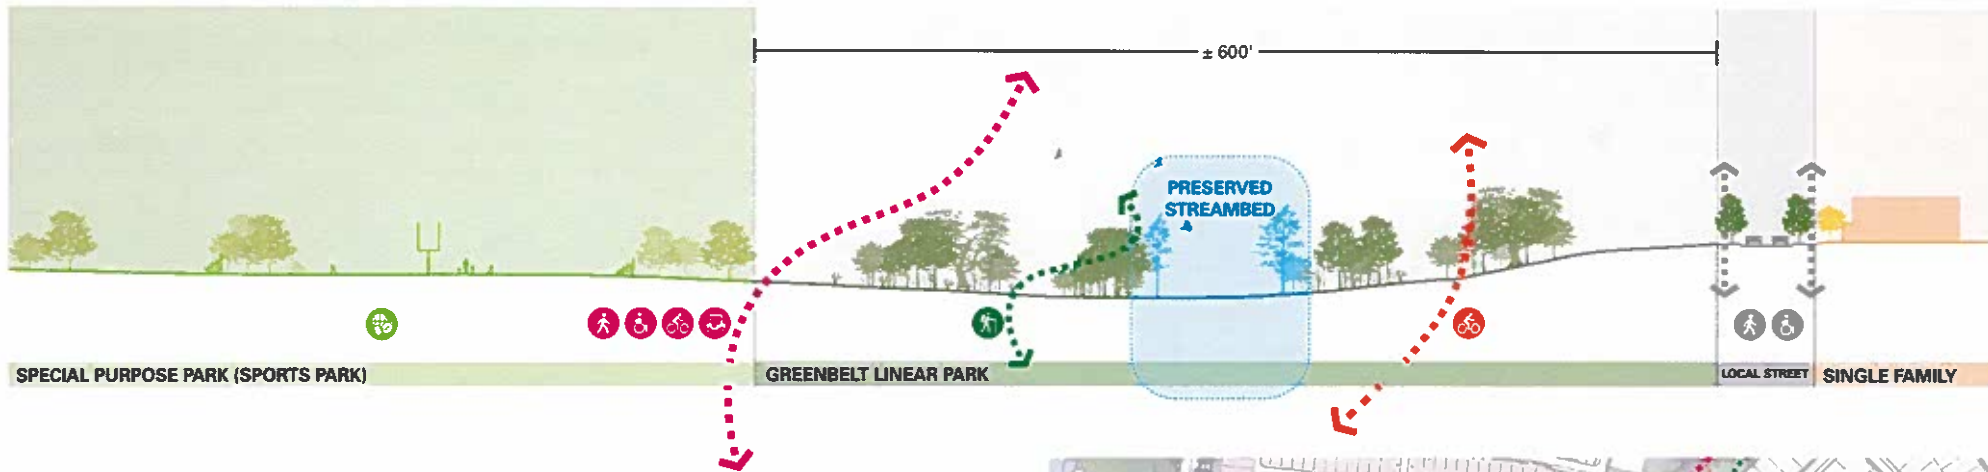 ± 600'
PRESERVED
STREAMBED
SPECIAL PURPOSE PARK (SPORTS PARK)
GREENBELT LINEAR PARK
LOCAL STREET
SINGLE FAMILY